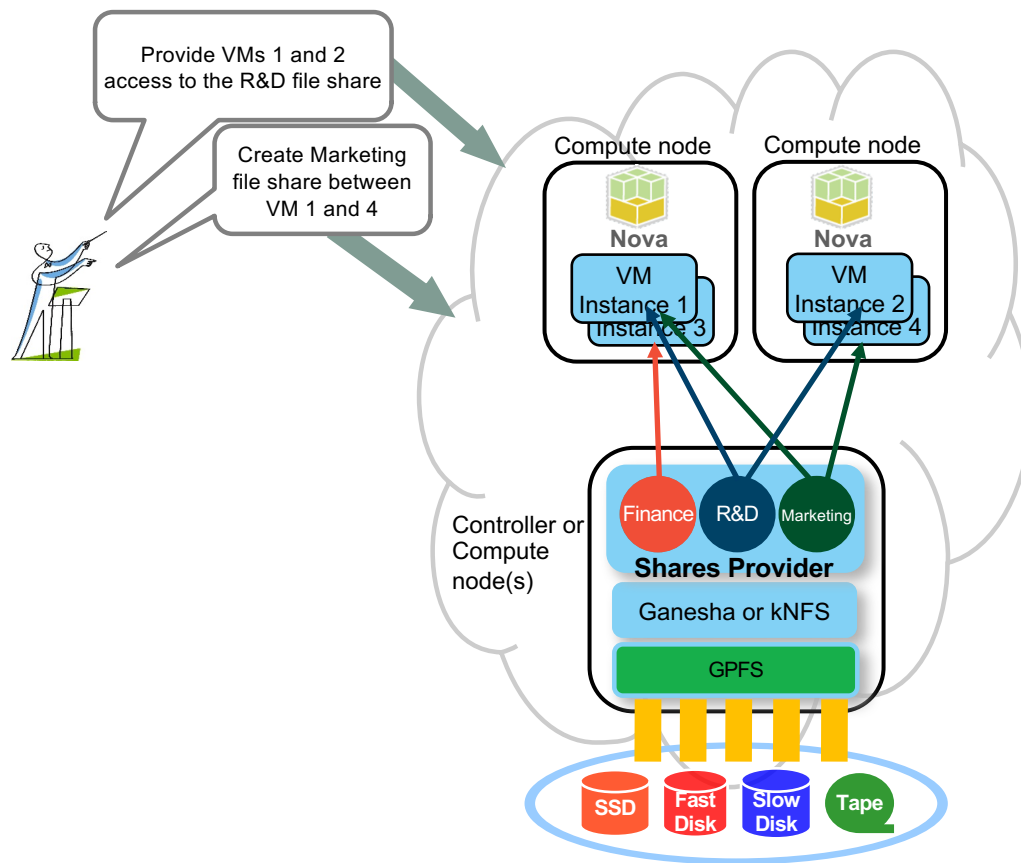 Provide VMs 1 and 2
access to the R&D file share
Create Marketing
file share between
VM 1 and 4
Compute node
Nova
VM
Instance 1
Instance 3
Compute node
Nova
VM
Instance 2
Instance 4
Controller or
Compute
node(s)
Finance
R&D
Marketing
Shares Provider
Ganesha or kNFS
GPFS
SSD
Fast
Disk
Slow
Disk
Tape